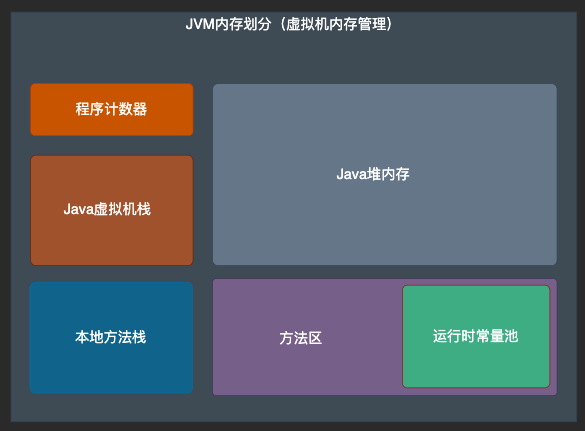 JVM内存划分（虚拟机内存管理）
程序计数器
Java虚拟机栈
Java堆内存
本地方法栈
方法区
运行时常量池